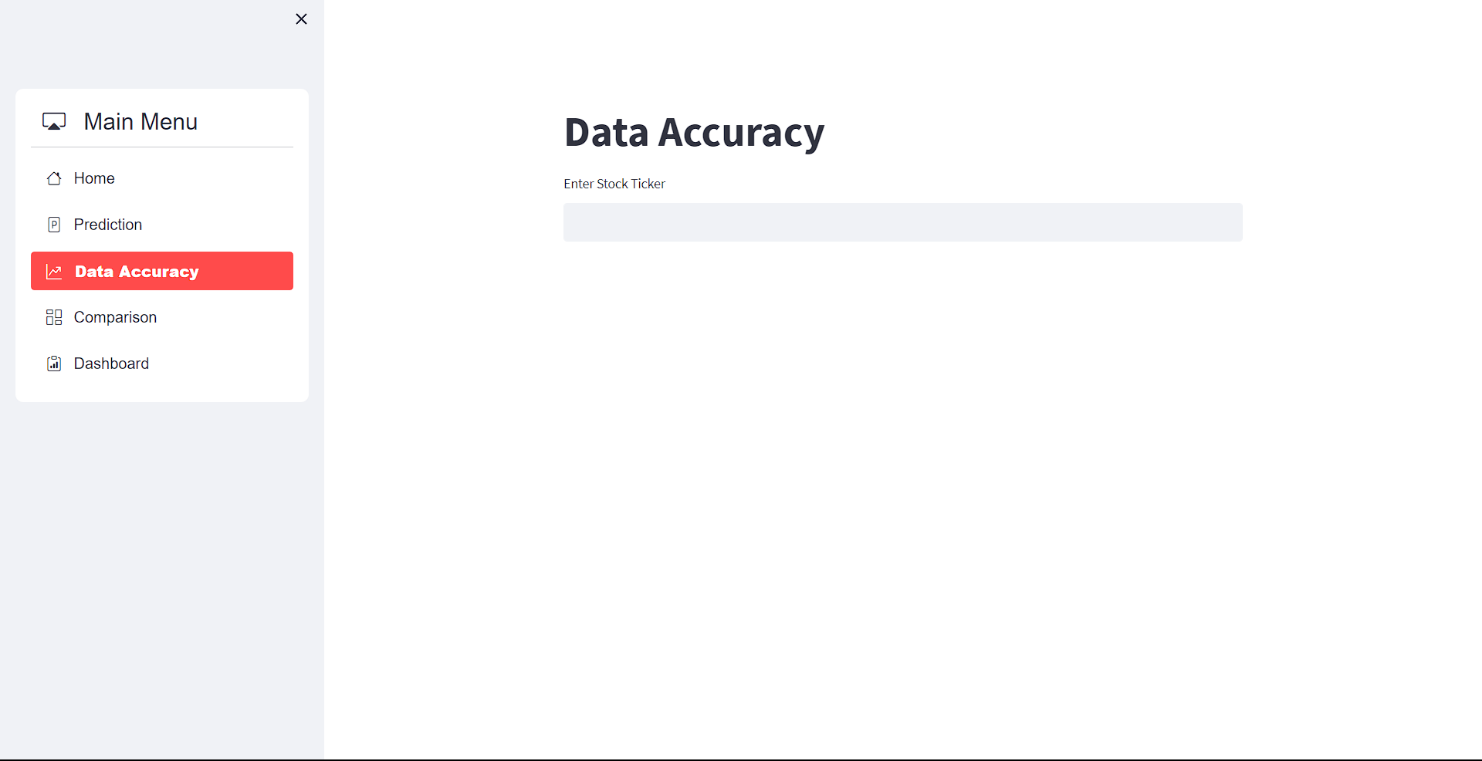 Main Menu
Home
Prediction
Data Accuracy
Comparison
Dashboard
Data Accuracy
Enter Stock Ticker